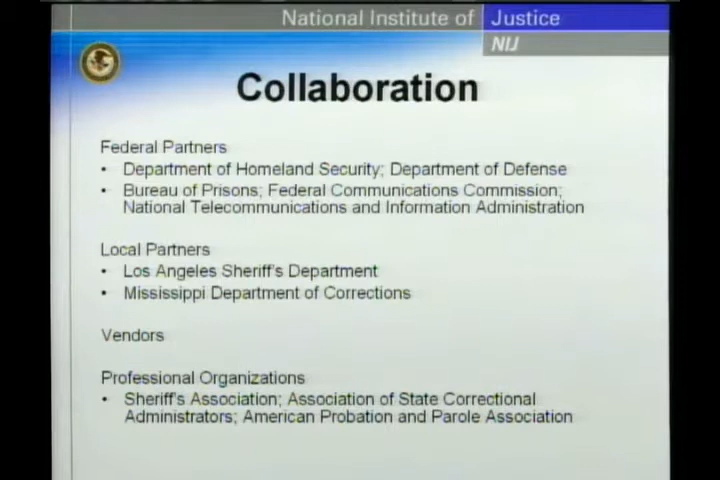 National Institute of Justice
NIJ
Collaboration
Federal Partners
• Department of Homeland Security; Department of Defense
• Bureau of Prisons; Federal Communications Commission;
National Telecommunications and Information Administration
Local Partners
• Los Angeles Sheriff's Department
• Mississippi Department of Corrections
Vendors
Professional Organizations
• Sheriff's Association; Association of State Correctional
Administrators; American Probation and Parole Association